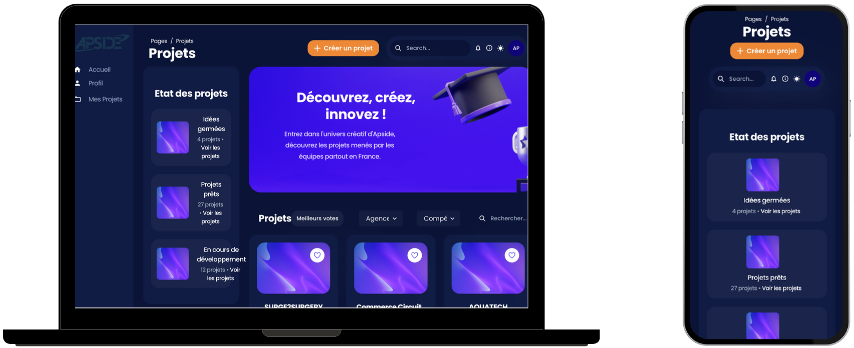 APSIDE
Accueil
Profil
Mes Projets
Pages / Projets
Projets
Créer un projet
Search...
AP
Etat des projets
Idées
germées
4 projets •
Voir les
projets
Projets
prêts
27 projets
• Voir les
projets
En cours de
développement
13 projets • Voir
les projets
Découvrez, créez,
innovez !
Entrez dans l'univers créatif d'Apside,
découvrez les projets menés par les
équipes partout en France.
Projets
Meilleurs votes
Agence
Compé
Rechercher...
SURGE2SURGERY
Commerce Circuit
AQUATECH
Pages / Projets
Projets
Créer un projet
Search...
AP
Etat des projets
Idées germées
4 projets • Voir les projets
Projets prêts
27 projets • Voir les projets